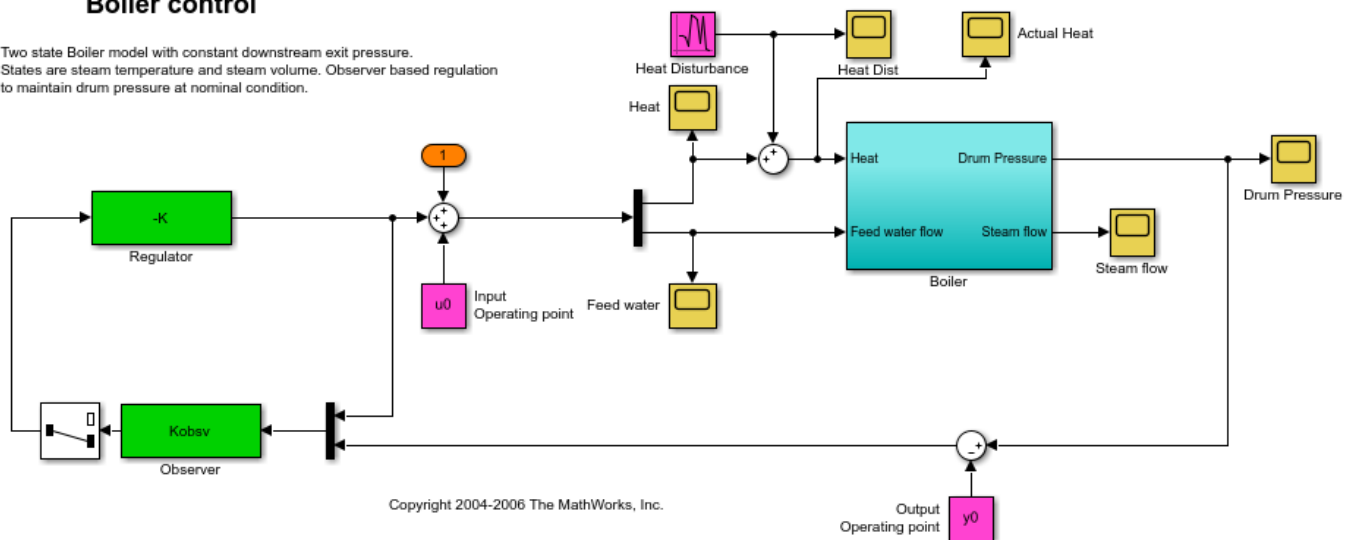 Boiler control
Two state Boiler model with constant downstream exit pressure.
States are steam temperature and steam volume. Observer based regulation
to maintain drum pressure at nominal condition.
Heat Disturbance
Heat Dist
Actual Heat
Heat
1
+
+
Heat
Drum Pressure
Drum Pressure
-K
Regulator
+
+
+
Feed water flow
Steam flow
Boiler
Steam flow
u0
Input
Operating point
Feed water
Kobsv
Observer
+
−
y0
Output
Operating point
Copyright 2004-2006 The MathWorks, Inc.